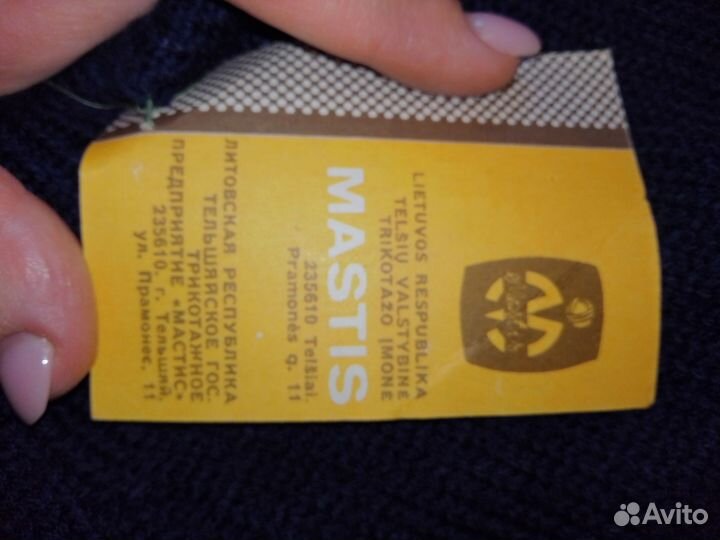 LIETUVOS RESPUBLIKA
TELŠIŲ VALSTYBINĖ
TRIKOTAŽO ĮMONĖ
MASTIS
235610 Telšiai.
Pramonės g. 11
ЛИТОВСКАЯ РЕСПУБЛИКА
ТЕЛЬШЯЙСКОЕ ГОС.
ТРИКОТАЖНОЕ
ПРЕДПРИЯТИЕ «МАСТИС»
235610, г. Тельшяй,
ул. Прамонес, 11
Avito